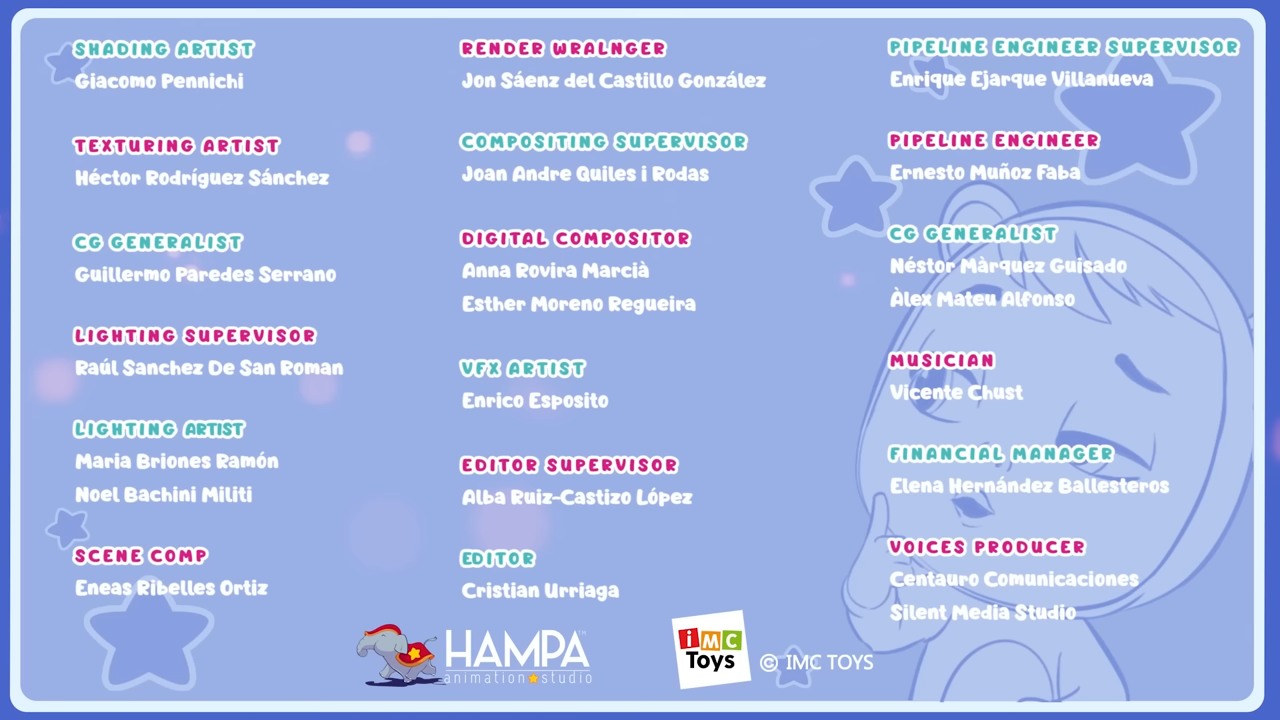 SHADING ARTIST
Giacomo Pennichi
TEXTURING ARTIST
Héctor Rodríguez Sánchez
CG GENERALIST
Guillermo Paredes Serrano
LIGHTING SUPERVISOR
Raúl Sanchez De San Roman
LIGHTING ARTIST
Maria Briones Ramón
Noel Bachini Militi
SCENE COMP
Eneas Ribelles Ortiz
RENDER WRALNGER
Jon Sáenz del Castillo González
COMPOSITING SUPERVISOR
Joan Andre Quiles i Rodas
DIGITAL COMPOSITOR
Anna Rovira Marcià
Esther Moreno Regueira
VFX ARTIST
Enrico Esposito
EDITOR SUPERVISOR
Alba Ruiz-Castizo López
EDITOR
Cristian Urriaga
PIPELINE ENGINEER SUPERVISOR
Enrique Ejarque Villanueva
PIPELINE ENGINEER
Ernesto Muñoz Faba
CG GENERALIST
Néstor Màrquez Guisado
Àlex Mateu Alfonso
MUSICIAN
Vicente Chust
FINANCIAL MANAGER
Elena Hernández Ballesteros
VOICES PRODUCER
Centauro Comunicaciones
Silent Media Studio
HAMPA™
animation studio
iMC
Toys
© IMC TOYS